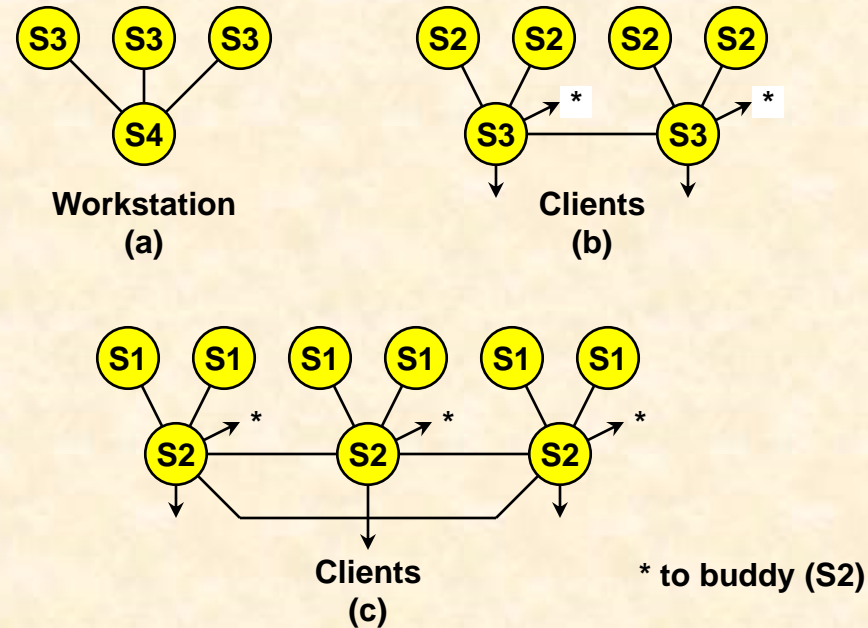 S3 S3 S3
S4
Workstation
(a)
S2 S2 S2 S2
* *
S3 S3
Clients
(b)
S1 S1 S1 S1 S1 S1
* * *
S2 S2 S2
Clients
(c)
* to buddy (S2)